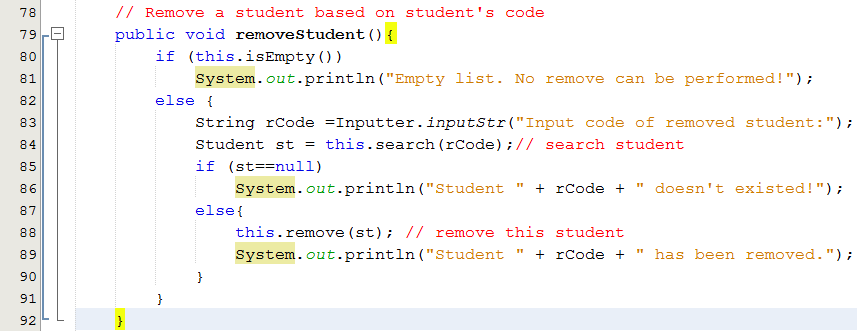 78 // Remove a student based on student's code
79 public void removeStudent(){
80 if (this.isEmpty())
81 System.out.println("Empty list. No remove can be performed!");
82 else {
83 String rCode =Inputter.inputStr("Input code of removed student:");
84 Student st = this.search(rCode);// search student
85 if (st==null)
86 System.out.println("Student " + rCode + " doesn't existed!");
87 else{
88 this.remove(st); // remove this student
89 System.out.println("Student " + rCode + " has been removed.");
90 }
91 }
92 }